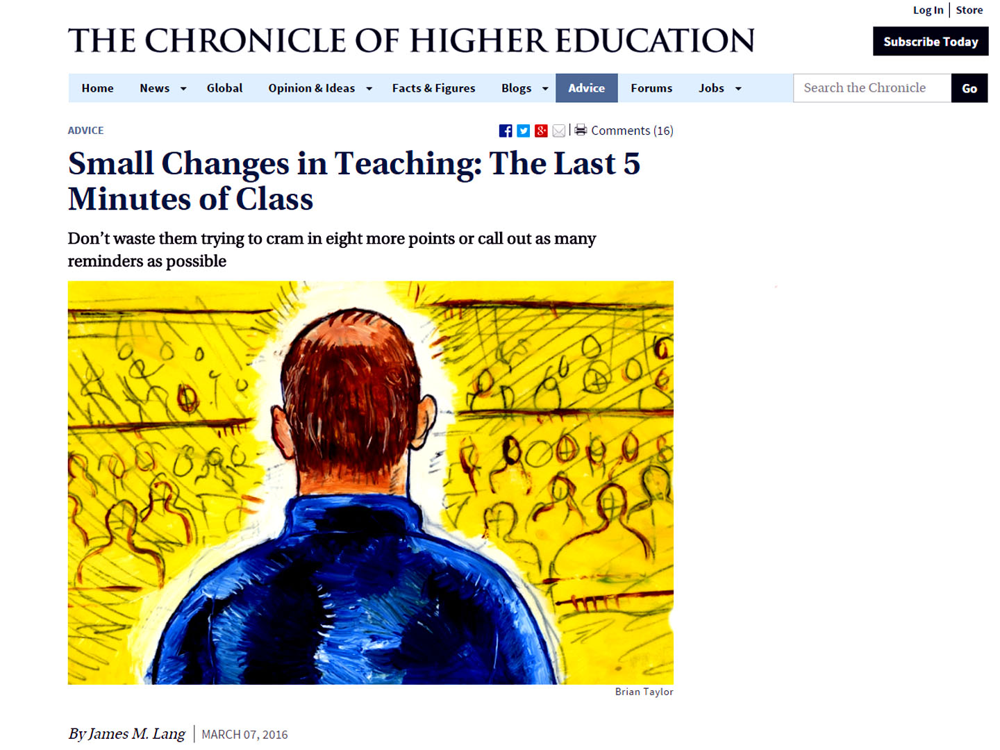 Log In | Store
THE CHRONICLE OF HIGHER EDUCATION
Subscribe Today
Home News Global Opinion & Ideas Facts & Figures Blogs Advice Forums Jobs Search the Chronicle Go
ADVICE
Comments (16)
Small Changes in Teaching: The Last 5
Minutes of Class
Don’t waste them trying to cram in eight more points or call out as many
reminders as possible
Brian Taylor
By James M. Lang | MARCH 07, 2016